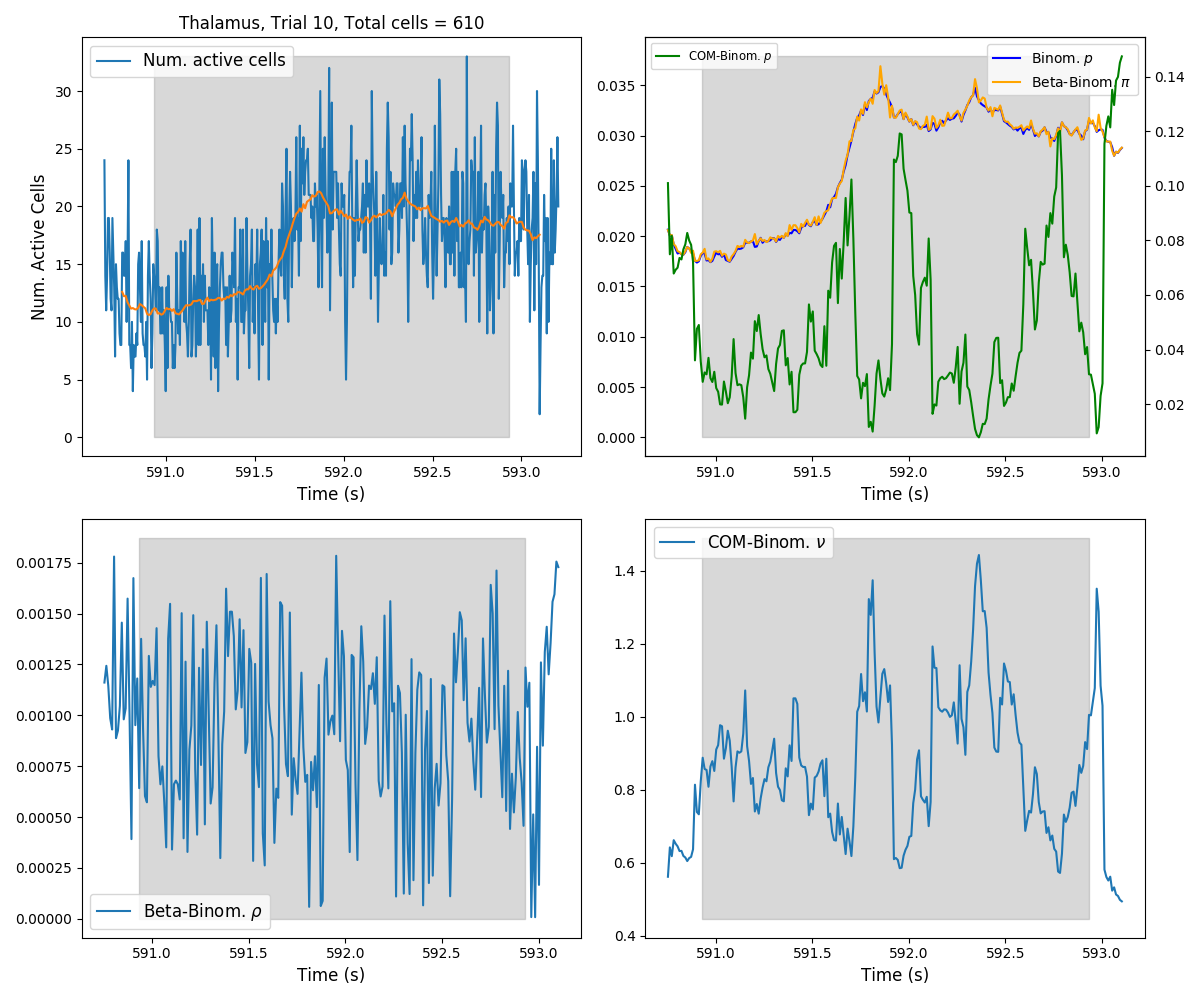 Thalamus, Trial 10, Total cells = 610
Num. active cells
Num. Active Cells
30
25
20
15
10
5
0
591.0 591.5 592.0 592.5 593.0
Time (s)
COM-Binom. p
Binom. p
Beta-Binom. π
0.035
0.030
0.025
0.020
0.015
0.010
0.005
0.000
0.14
0.12
0.10
0.08
0.06
0.04
0.02
591.0 591.5 592.0 592.5 593.0
Time (s)
0.00175
0.00150
0.00125
0.00100
0.00075
0.00050
0.00025
0.00000
Beta-Binom. ρ
591.0 591.5 592.0 592.5 593.0
Time (s)
COM-Binom. ν
1.4
1.2
1.0
0.8
0.6
0.4
591.0 591.5 592.0 592.5 593.0
Time (s)